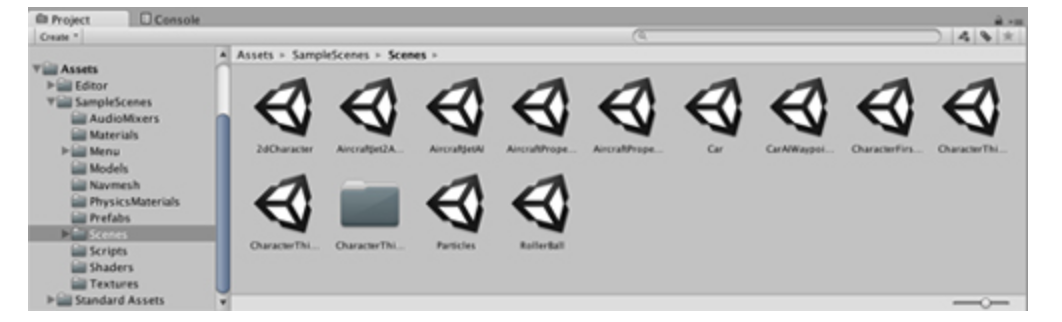 Project Console
Create
Assets ▸ SampleScenes ▸ Scenes ▸
Assets
Editor
SampleScenes
AudioMixers
Materials
Menu
Models
Navmesh
PhysicsMaterials
Prefabs
Scenes
Scripts
Shaders
Textures
Standard Assets
2dCharacter AircraftJet2A... AircraftJetAI AircraftPrope... AircraftPrope... Car CarAIWaypoi... CharacterFirs... CharacterThi...
CharacterThi... CharacterThi... Particles RollerBall